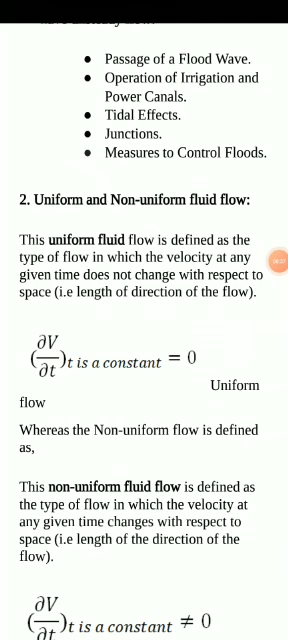 ● Passage of a Flood Wave.
● Operation of Irrigation and
Power Canals.
● Tidal Effects.
● Junctions.
● Measures to Control Floods.
2. Uniform and Non-uniform fluid flow:
This uniform fluid flow is defined as the
type of flow in which the velocity at any
given time does not change with respect to
space (i.e length of direction of the flow).
(∂V/∂t)t is a constant = 0
Uniform
flow
Whereas the Non-uniform flow is defined
as,
This non-uniform fluid flow is defined as
the type of flow in which the velocity at
any given time changes with respect to
space (i.e length of the direction of the
flow).
(∂V/∂t)t is a constant ≠ 0